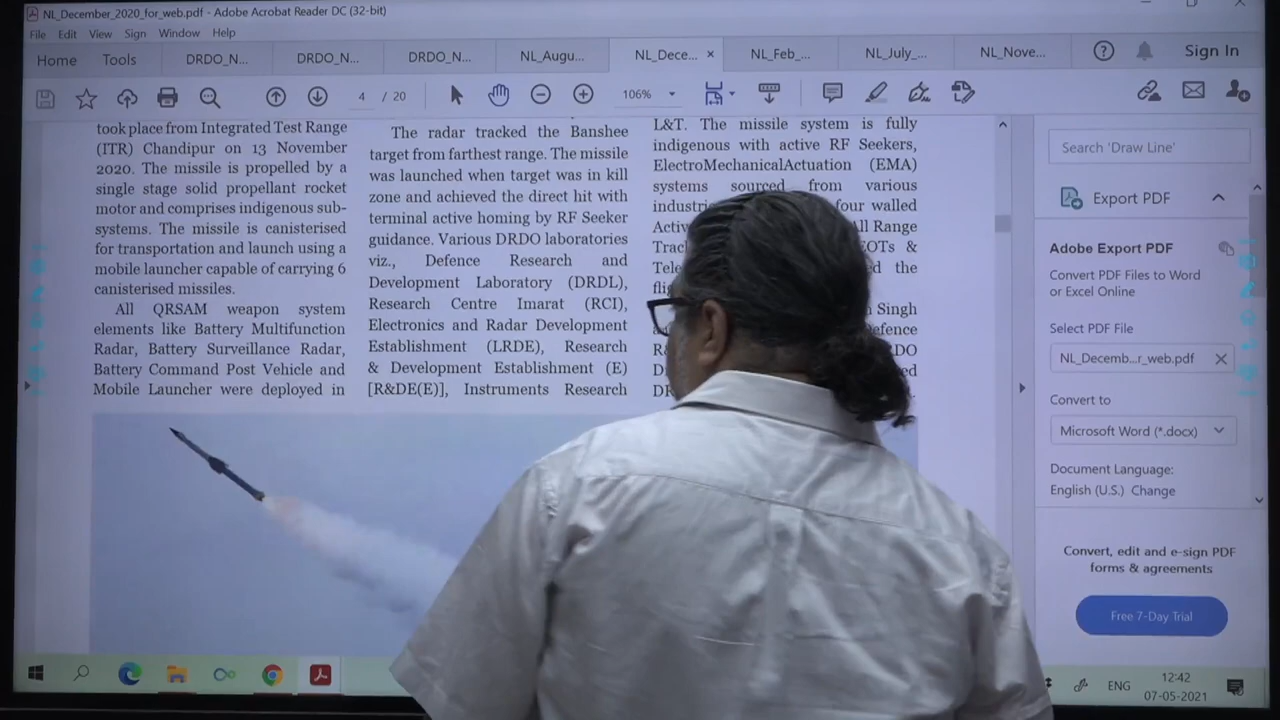 NL_December_2020_for_web.pdf - Adobe Acrobat Reader DC (32-bit)
File Edit View Sign Window Help
Home Tools DRDO_N... DRDO_N... DRDO_N... NL_Augu... NL_Dece... × NL_Feb_... NL_July_... NL_Nove... Sign In
4 / 20 106%
took place from Integrated Test Range
(ITR) Chandipur on 13 November
2020. The missile is propelled by a
single stage solid propellant rocket
motor and comprises indigenous sub-
systems. The missile is canisterised
for transportation and launch using a
mobile launcher capable of carrying 6
canisterised missiles.
All QRSAM weapon system
elements like Battery Multifunction
Radar, Battery Surveillance Radar,
Battery Command Post Vehicle and
Mobile Launcher were deployed in
The radar tracked the Banshee
target from farthest range. The missile
was launched when target was in kill
zone and achieved the direct hit with
terminal active homing by RF Seeker
guidance. Various DRDO laboratories
viz., Defence Research and
Development Laboratory (DRDL),
Research Centre Imarat (RCI),
Electronics and Radar Development
Establishment (LRDE), Research
& Development Establishment (E)
[R&DE(E)], Instruments Research
L&T. The missile system is fully
indigenous with active RF Seekers,
ElectroMechanicalActuation (EMA)
systems sourced from various
four walled
All Range
&
the
Singh
Search 'Draw Line'
Export PDF
Adobe Export PDF
Convert PDF Files to Word
or Excel Online
Select PDF File
NL_Decemb...r_web.pdf
Convert to
Microsoft Word (*.docx)
Document Language:
English (U.S.) Change
Convert, edit and e-sign PDF
forms & agreements
Free 7-Day Trial
ENG
12:42
07-05-2021